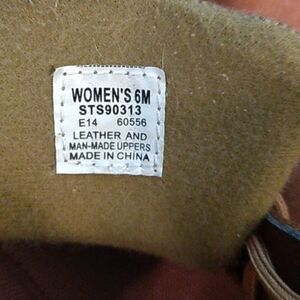 WOMEN'S 6M
STS90313
E14 60556
LEATHER AND
MAN-MADE UPPERS
MADE IN CHINA